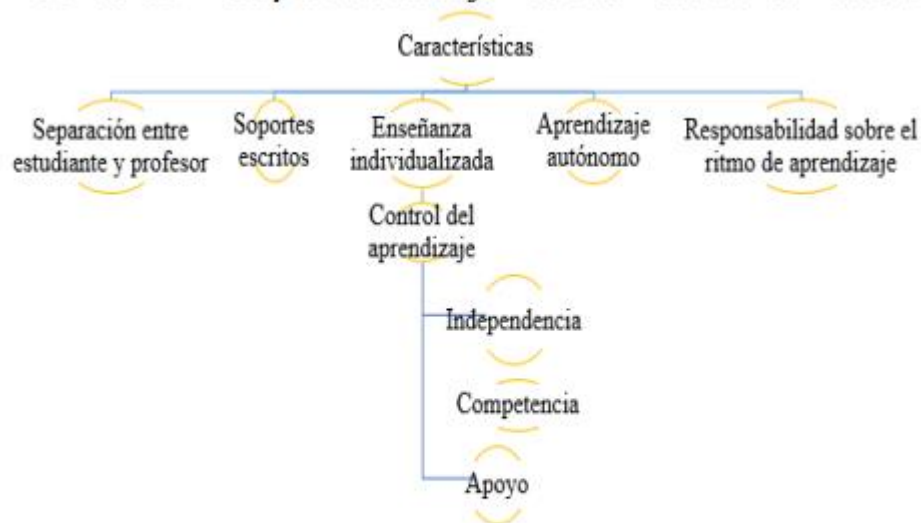 Características
Separación entre
estudiante y profesor
Soportes
escritos
Enseñanza
individualizada
Aprendizaje
autónomo
Responsabilidad sobre el
ritmo de aprendizaje
Control del
aprendizaje
Independencia
Competencia
Apoyo